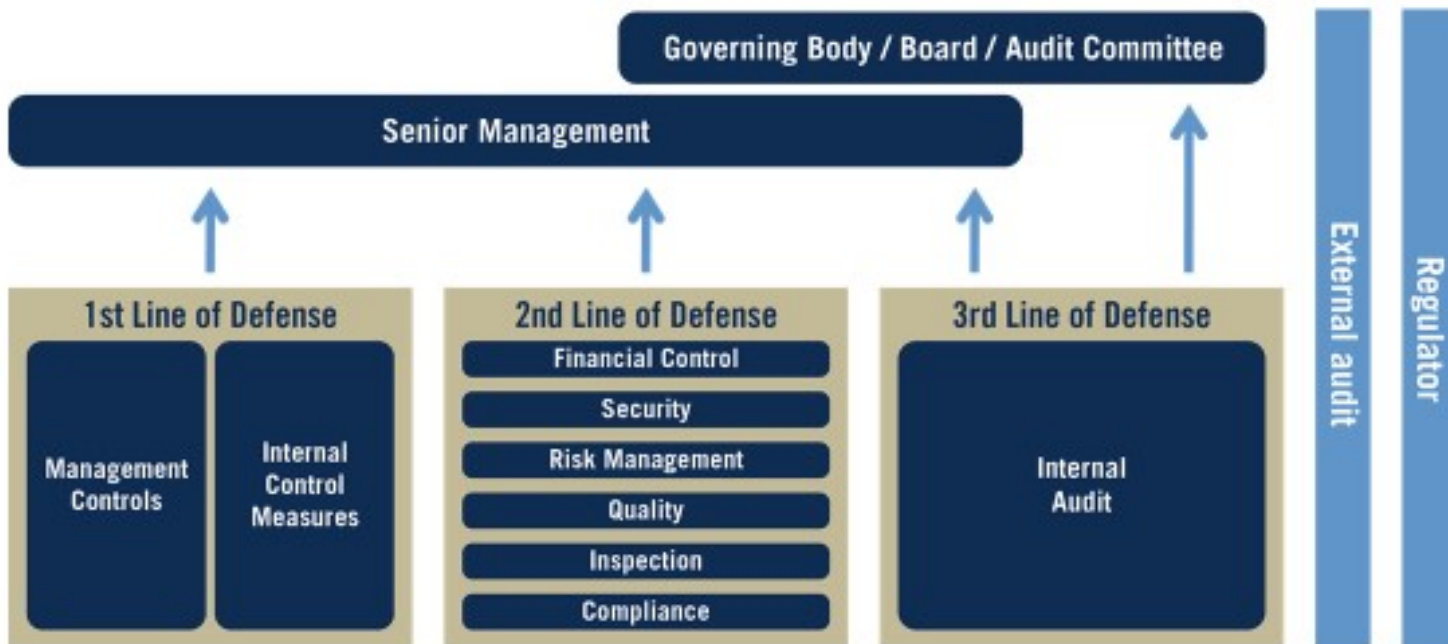 Governing Body / Board / Audit Committee
Senior Management
1st Line of Defense
Management
Controls
Internal
Control
Measures
2nd Line of Defense
Financial Control
Security
Risk Management
Quality
Inspection
Compliance
3rd Line of Defense
Internal
Audit
External audit
Regulator